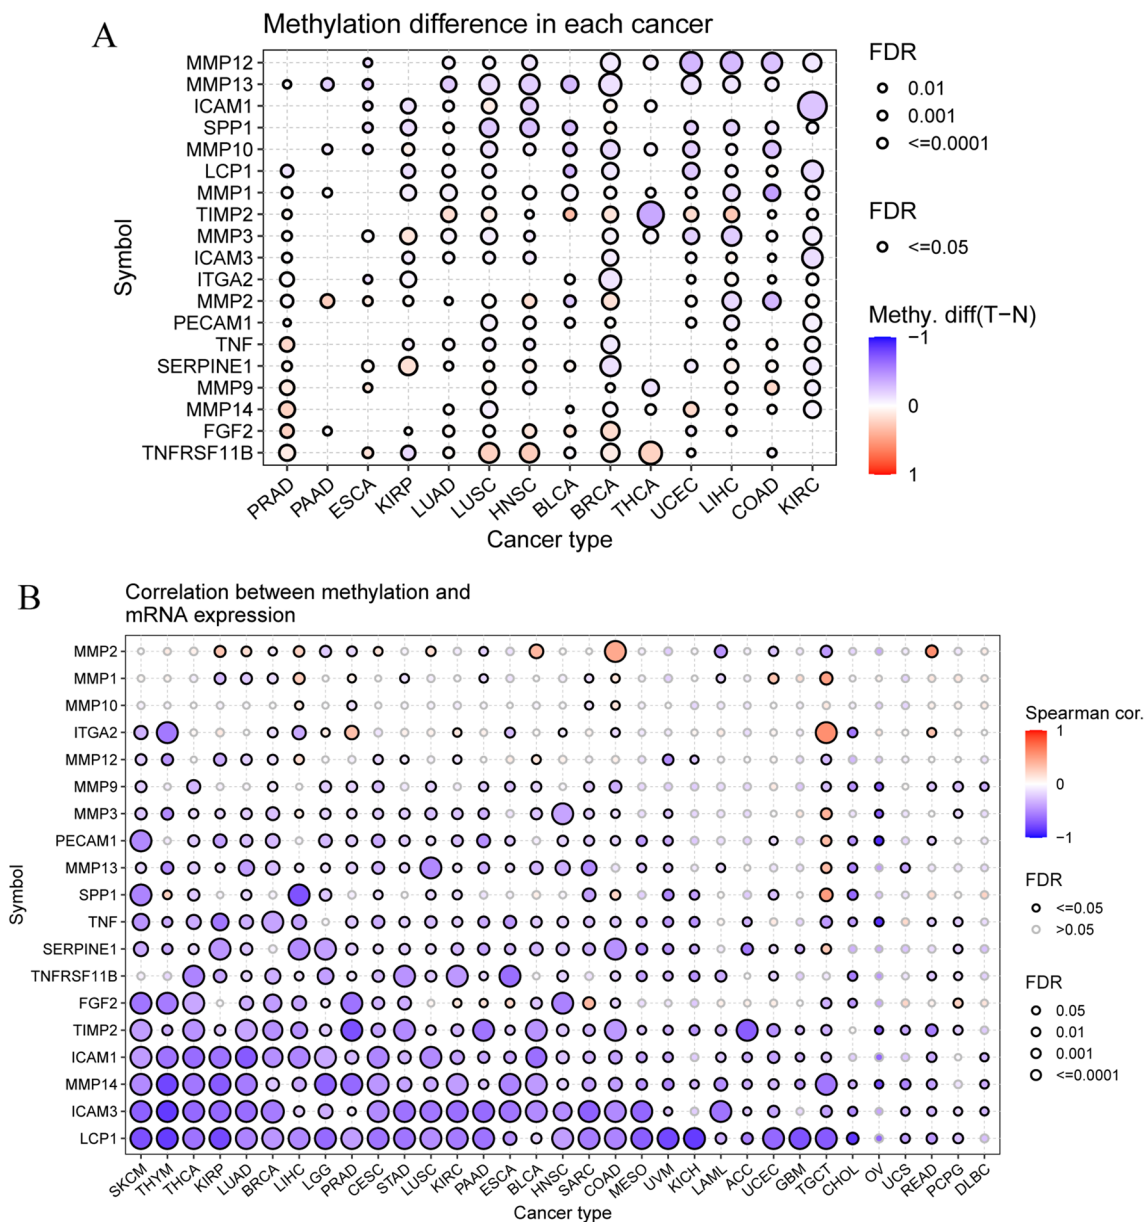 A
Methylation difference in each cancer
Symbol
MMP12
MMP13
ICAM1
SPP1
MMP10
LCP1
MMP1
TIMP2
MMP3
ICAM3
ITGA2
MMP2
PECAM1
TNF
SERPINE1
MMP9
MMP14
FGF2
TNFRSF11B
PRAD PAAD ESCA KIRP LUAD LUSC HNSC BLCA BRCA THCA UCEC LIHC COAD KIRC
Cancer type
FDR
0.01
0.001
<=0.0001
FDR
<=0.05
Methy. diff(T−N)
−1
0
1
B
Correlation between methylation and
mRNA expression
Symbol
MMP2
MMP1
MMP10
ITGA2
MMP12
MMP9
MMP3
PECAM1
MMP13
SPP1
TNF
SERPINE1
TNFRSF11B
FGF2
TIMP2
ICAM1
MMP14
ICAM3
LCP1
SKCM THYM THCA KIRP LUAD BRCA LIHC LGG PRAD CESC STAD LUSC KIRC PAAD ESCA BLCA HNSC SARC COAD MESO UVM KICH LAML ACC UCEC GBM TGCT CHOL OV UCS READ PCPG DLBC
Cancer type
Spearman cor.
1
0
−1
FDR
<=0.05
>0.05
FDR
0.05
0.01
0.001
<=0.0001